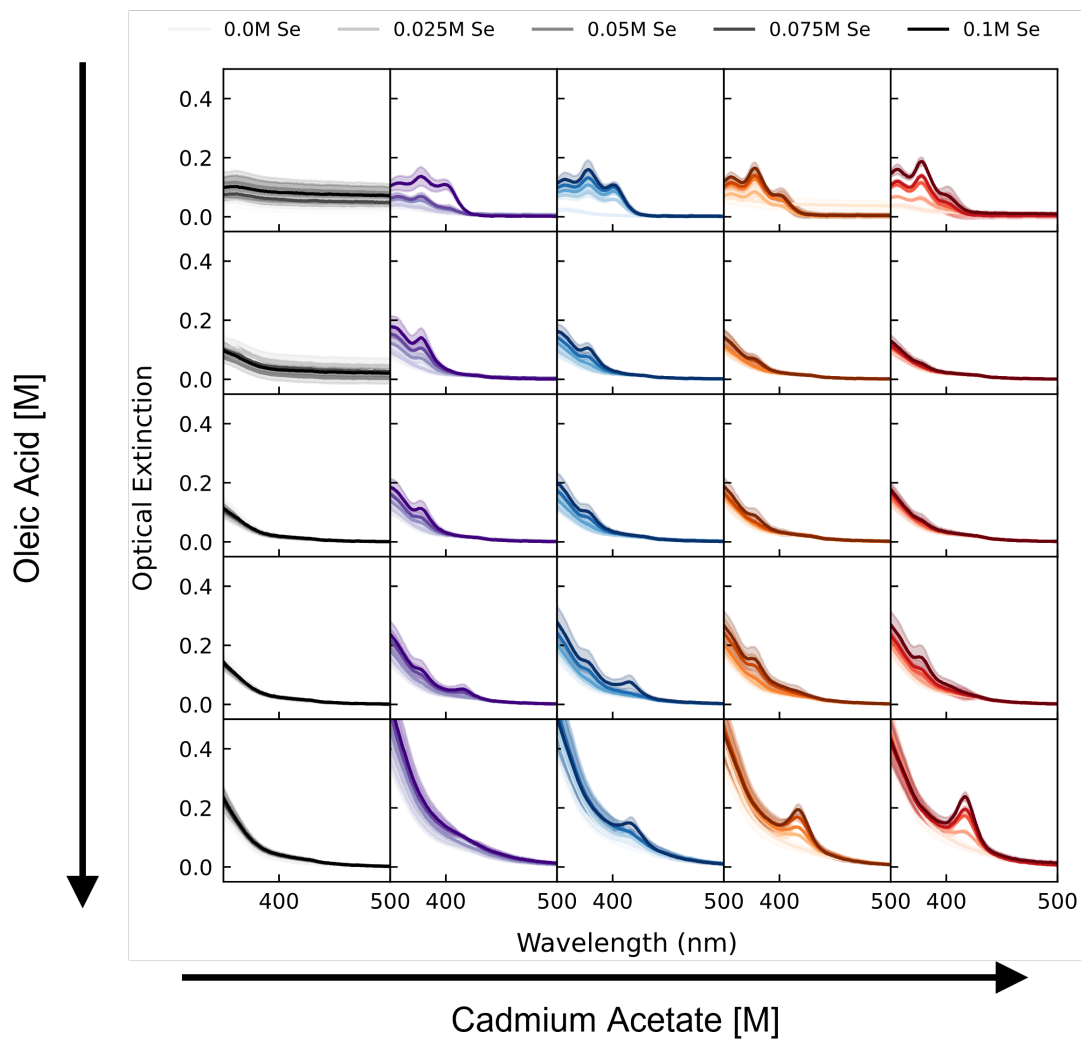 0.0M Se 0.025M Se 0.05M Se 0.075M Se 0.1M Se
0.4
0.2
0.0
0.4
0.2
0.0
0.4
0.2
0.0
0.4
0.2
0.0
0.4
0.2
0.0
Oleic Acid [M]
Optical Extinction
400 500 400 500 400 500 400 500 400 500
Wavelength (nm)
Cadmium Acetate [M]